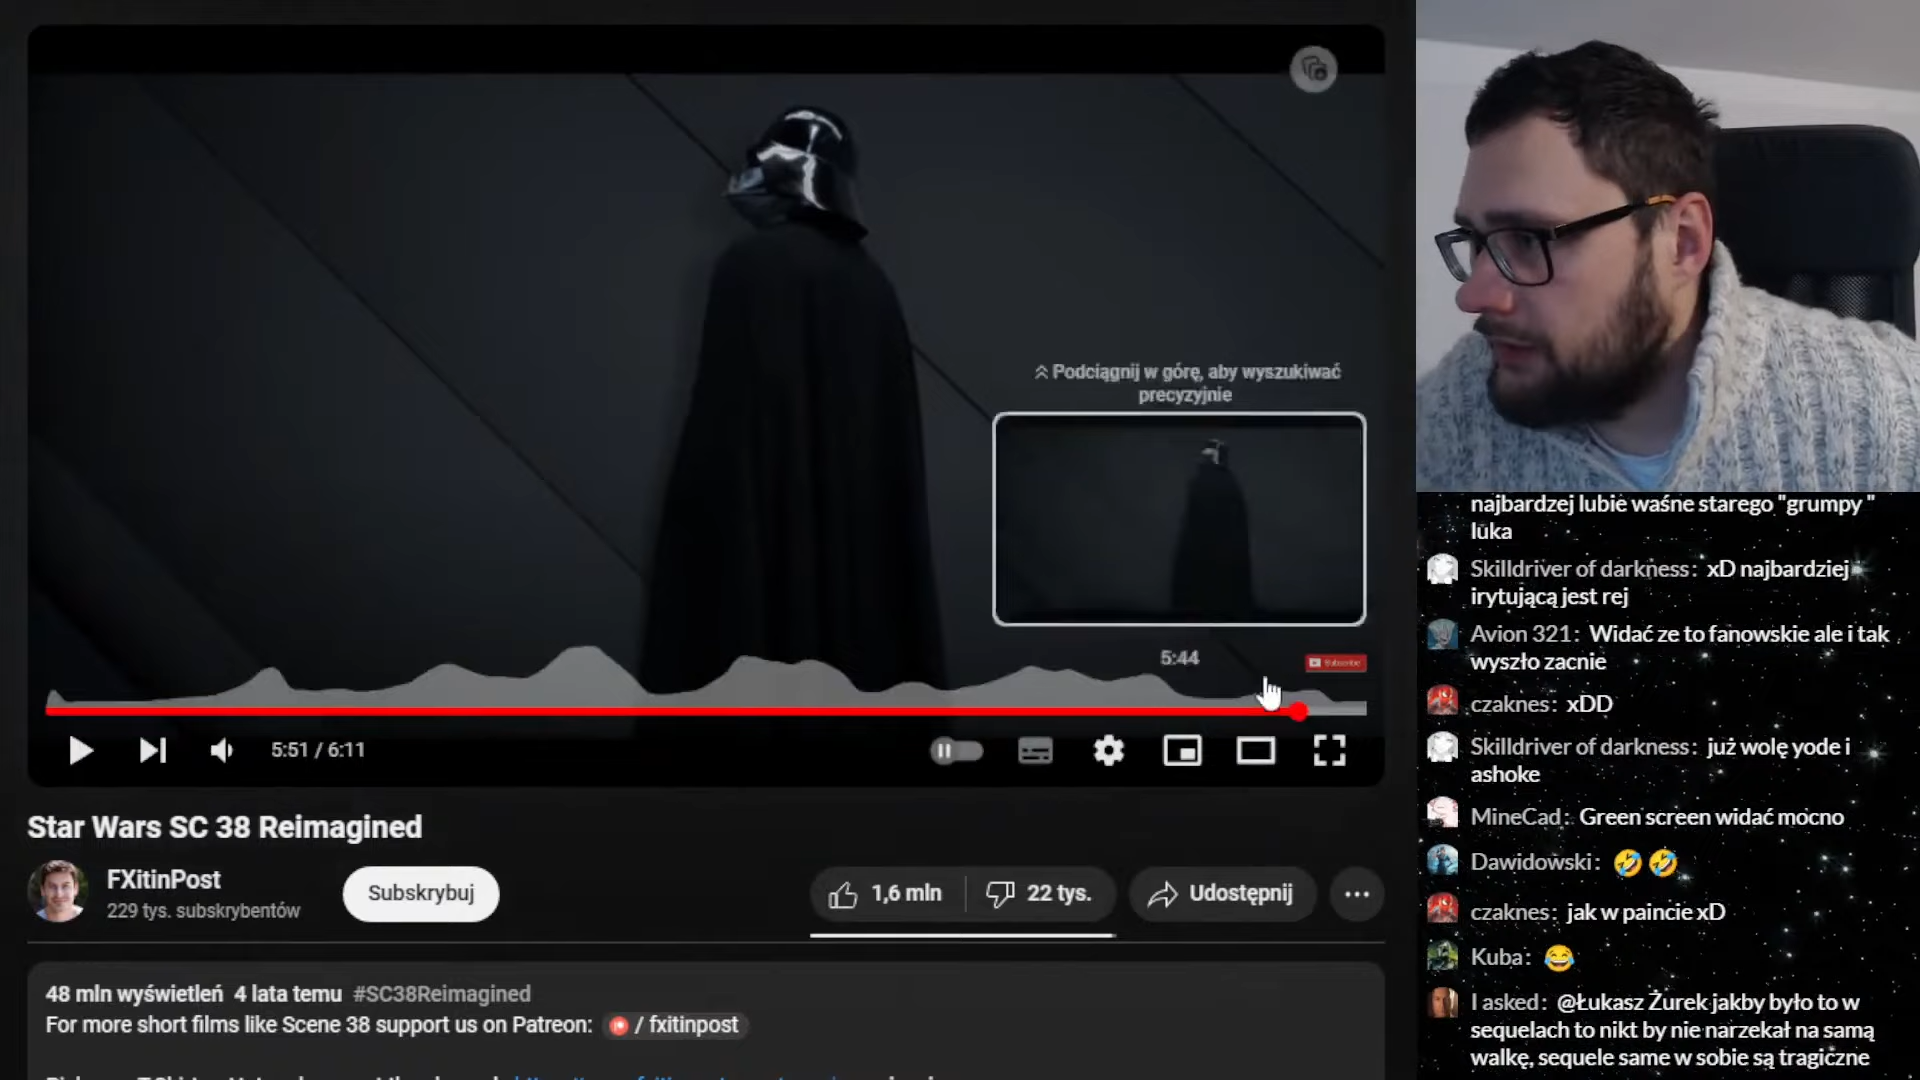 Podciągnij w górę, aby wyszukiwać
precyzyjnie
5:44
Subscribe
5:51 / 6:11
Star Wars SC 38 Reimagined
FXitinPost
229 tys. subskrybentów
Subskrybuj
1,6 mln
22 tys.
Udostępnij
48 mln wyświetleń 4 lata temu #SC38Reimagined
For more short films like Scene 38 support us on Patreon: / fxitinpost
najbardzej lubie waśne starego "grumpy "
luka
Skilldriver of darkness: xD najbardziej
irytującą jest rej
Avion 321: Widać ze to fanowskie ale i tak
wyszło zacnie
czaknes: xDD
Skilldriver of darkness: już wolę yode i
ashoke
MineCad: Green screen widać mocno
Dawidowski: 🤣🤣
czaknes: jak w paincie xD
Kuba: 😂
I asked: @Łukasz Żurek jakby było to w
sequelach to nikt by nie narzekał na samą
walkę, sequele same w sobie są tragiczne